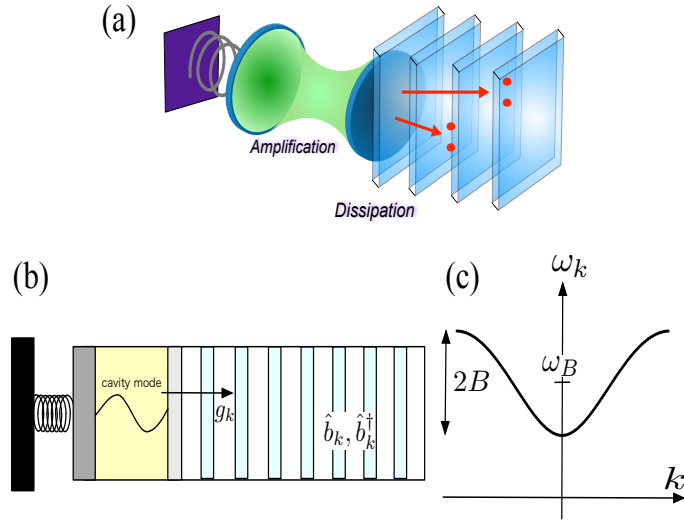 (a)
Amplification
Dissipation
(b)
cavity mode
g_k
b̂_k, b̂_k^†
(c)
ω_k
ω_B
2B
k